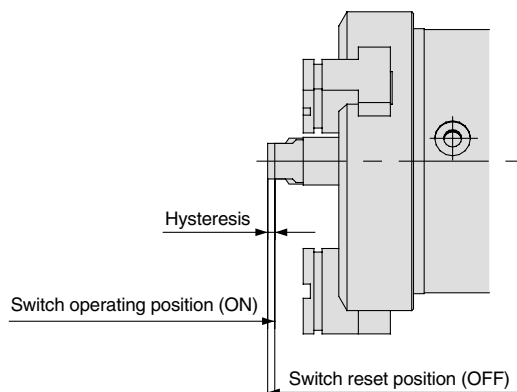 Hysteresis
Switch operating position (ON)
Switch reset position (OFF)